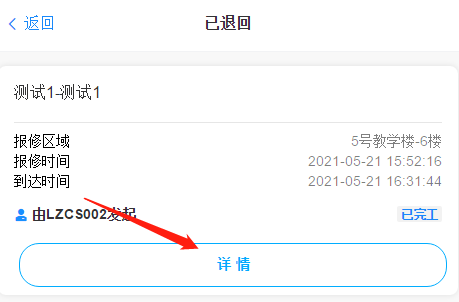 返回 已退回
测试1-测试1
报修区域 5号教学楼-6楼
报修时间 2021-05-21 15:52:16
到达时间 2021-05-21 16:31:44
由LZCS002发起 已完工
详 情